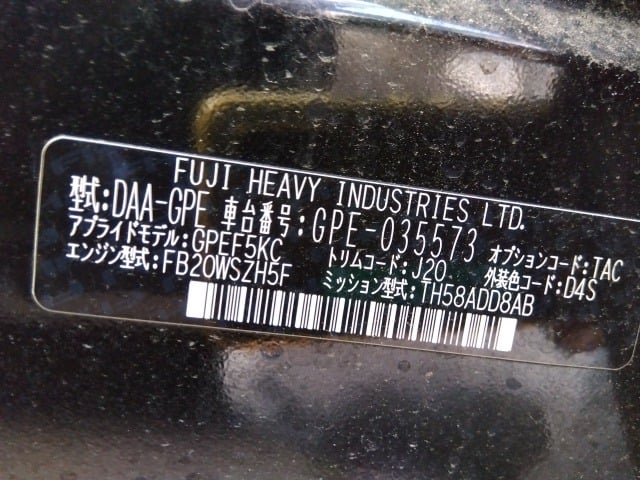 FUJI HEAVY INDUSTRIES LTD.
型式:DAA-GPE 車台番号:GPE-035573 オプションコード:TAC
アプライドモデル:GPEF5KC トリムコード:J20 外装色コード:D4S
エンジン型式:FB20WSZH5F ミッション型式:TH58ADD8AB